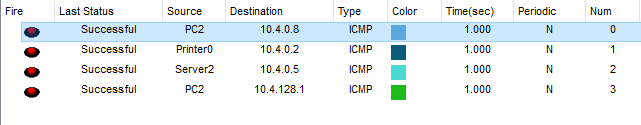 Fire Last Status Source Destination Type Color Time(sec) Periodic Num
Successful PC2 10.4.0.8 ICMP 1.000 N 0
Successful Printer0 10.4.0.2 ICMP 1.000 N 1
Successful Server2 10.4.0.5 ICMP 1.000 N 2
Successful PC2 10.4.128.1 ICMP 1.000 N 3